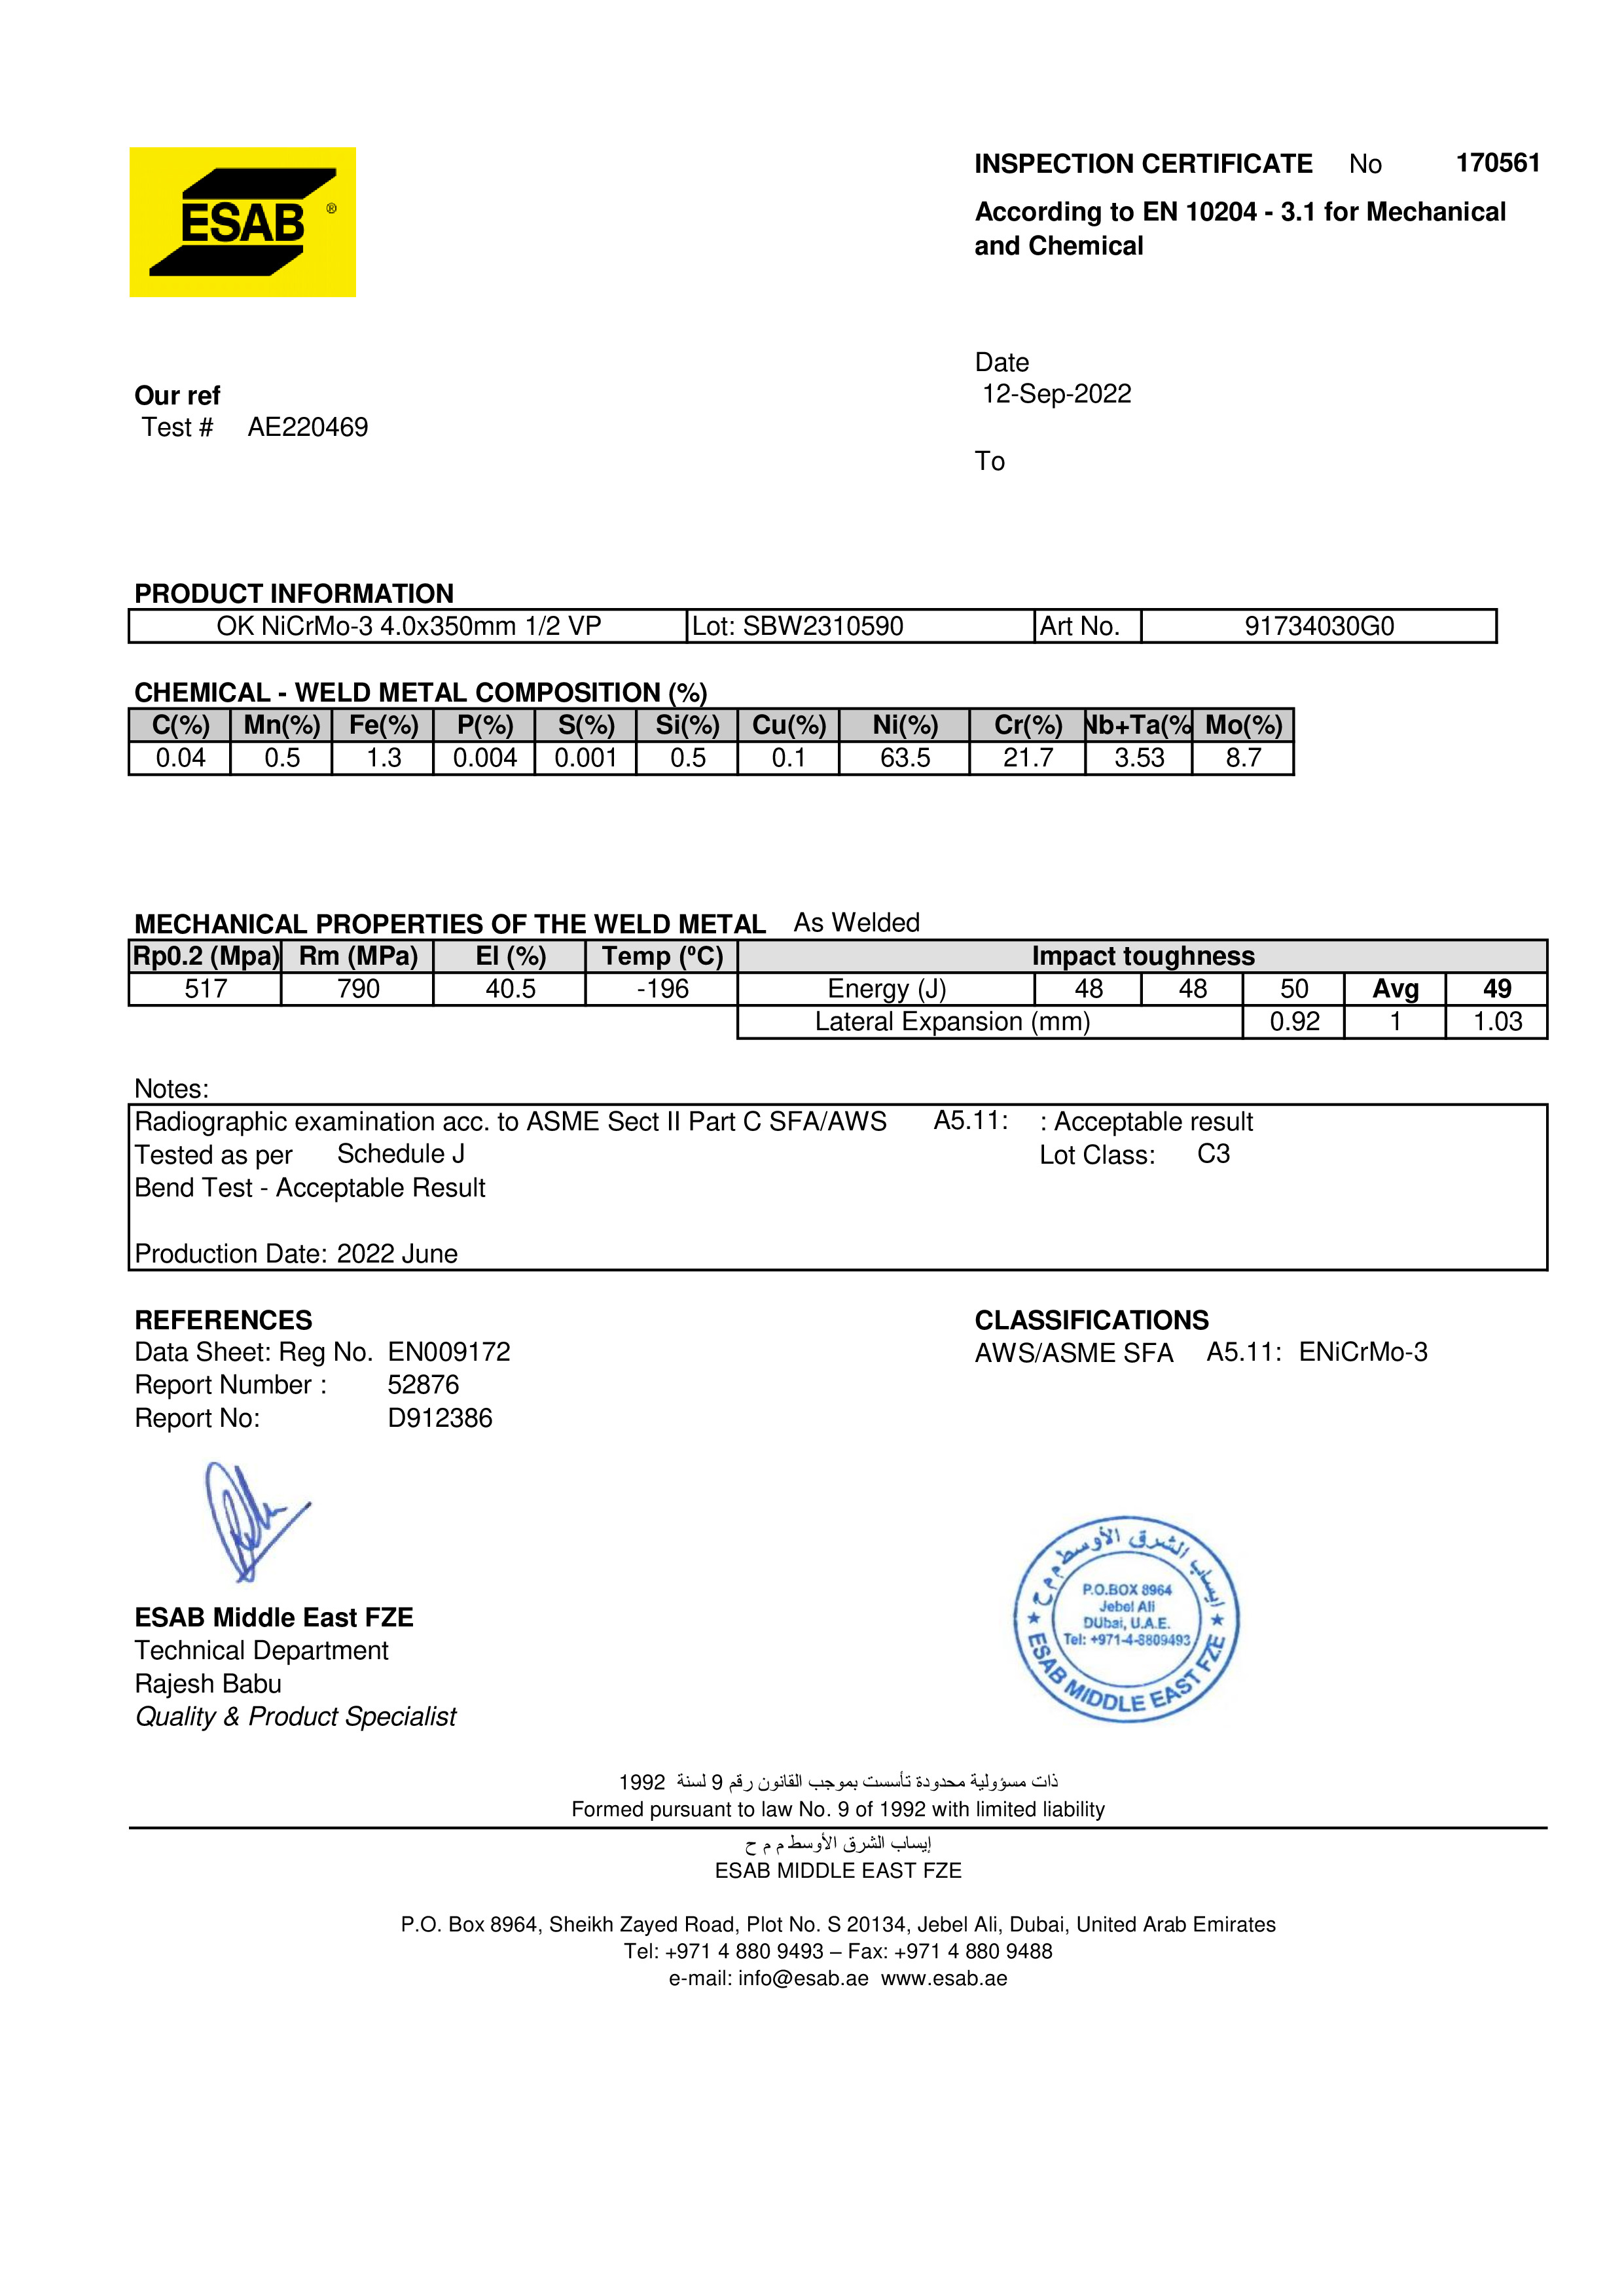 ESAB ®
INSPECTION CERTIFICATE No 170561
According to EN 10204 - 3.1 for Mechanical
and Chemical
Date
12-Sep-2022
Our ref
Test # AE220469
To
PRODUCT INFORMATION
OK NiCrMo-3 4.0x350mm 1/2 VP Lot: SBW2310590 Art No. 91734030G0
CHEMICAL - WELD METAL COMPOSITION (%)
C(%) Mn(%) Fe(%) P(%) S(%) Si(%) Cu(%) Ni(%) Cr(%) Nb+Ta(% Mo(%)
0.04 0.5 1.3 0.004 0.001 0.5 0.1 63.5 21.7 3.53 8.7
MECHANICAL PROPERTIES OF THE WELD METAL As Welded
Rp0.2 (Mpa) Rm (MPa) El (%) Temp (ºC) Impact toughness
517 790 40.5 -196 Energy (J) 48 48 50 Avg 49
Lateral Expansion (mm) 0.92 1 1.03
Notes:
Radiographic examination acc. to ASME Sect II Part C SFA/AWS A5.11: : Acceptable result
Tested as per Schedule J Lot Class: C3
Bend Test - Acceptable Result
Production Date: 2022 June
REFERENCES
Data Sheet: Reg No. EN009172
Report Number : 52876
Report No: D912386
CLASSIFICATIONS
AWS/ASME SFA A5.11: ENiCrMo-3
ESAB Middle East FZE
Technical Department
Rajesh Babu
Quality & Product Specialist
ايساب الشرق الأوسط م م ح
P.O.BOX 8964
Jebel Ali
DUbai, U.A.E.
Tel: +971-4-8809493
ESAB MIDDLE EAST FZE
ذات مسؤولية محدودة تأسست بموجب القانون رقم 9 لسنة 1992
Formed pursuant to law No. 9 of 1992 with limited liability
إيساب الشرق الأوسط م م ح
ESAB MIDDLE EAST FZE
P.O. Box 8964, Sheikh Zayed Road, Plot No. S 20134, Jebel Ali, Dubai, United Arab Emirates
Tel: +971 4 880 9493 – Fax: +971 4 880 9488
e-mail: info@esab.ae www.esab.ae